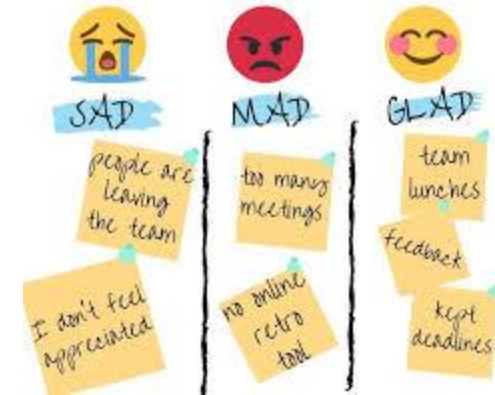 SAD
people are
leaving
the team
I don't feel
appreciated
MAD
too many
meetings
no online
retro
tool
GLAD
team
lunches
feedback
kept
deadlines